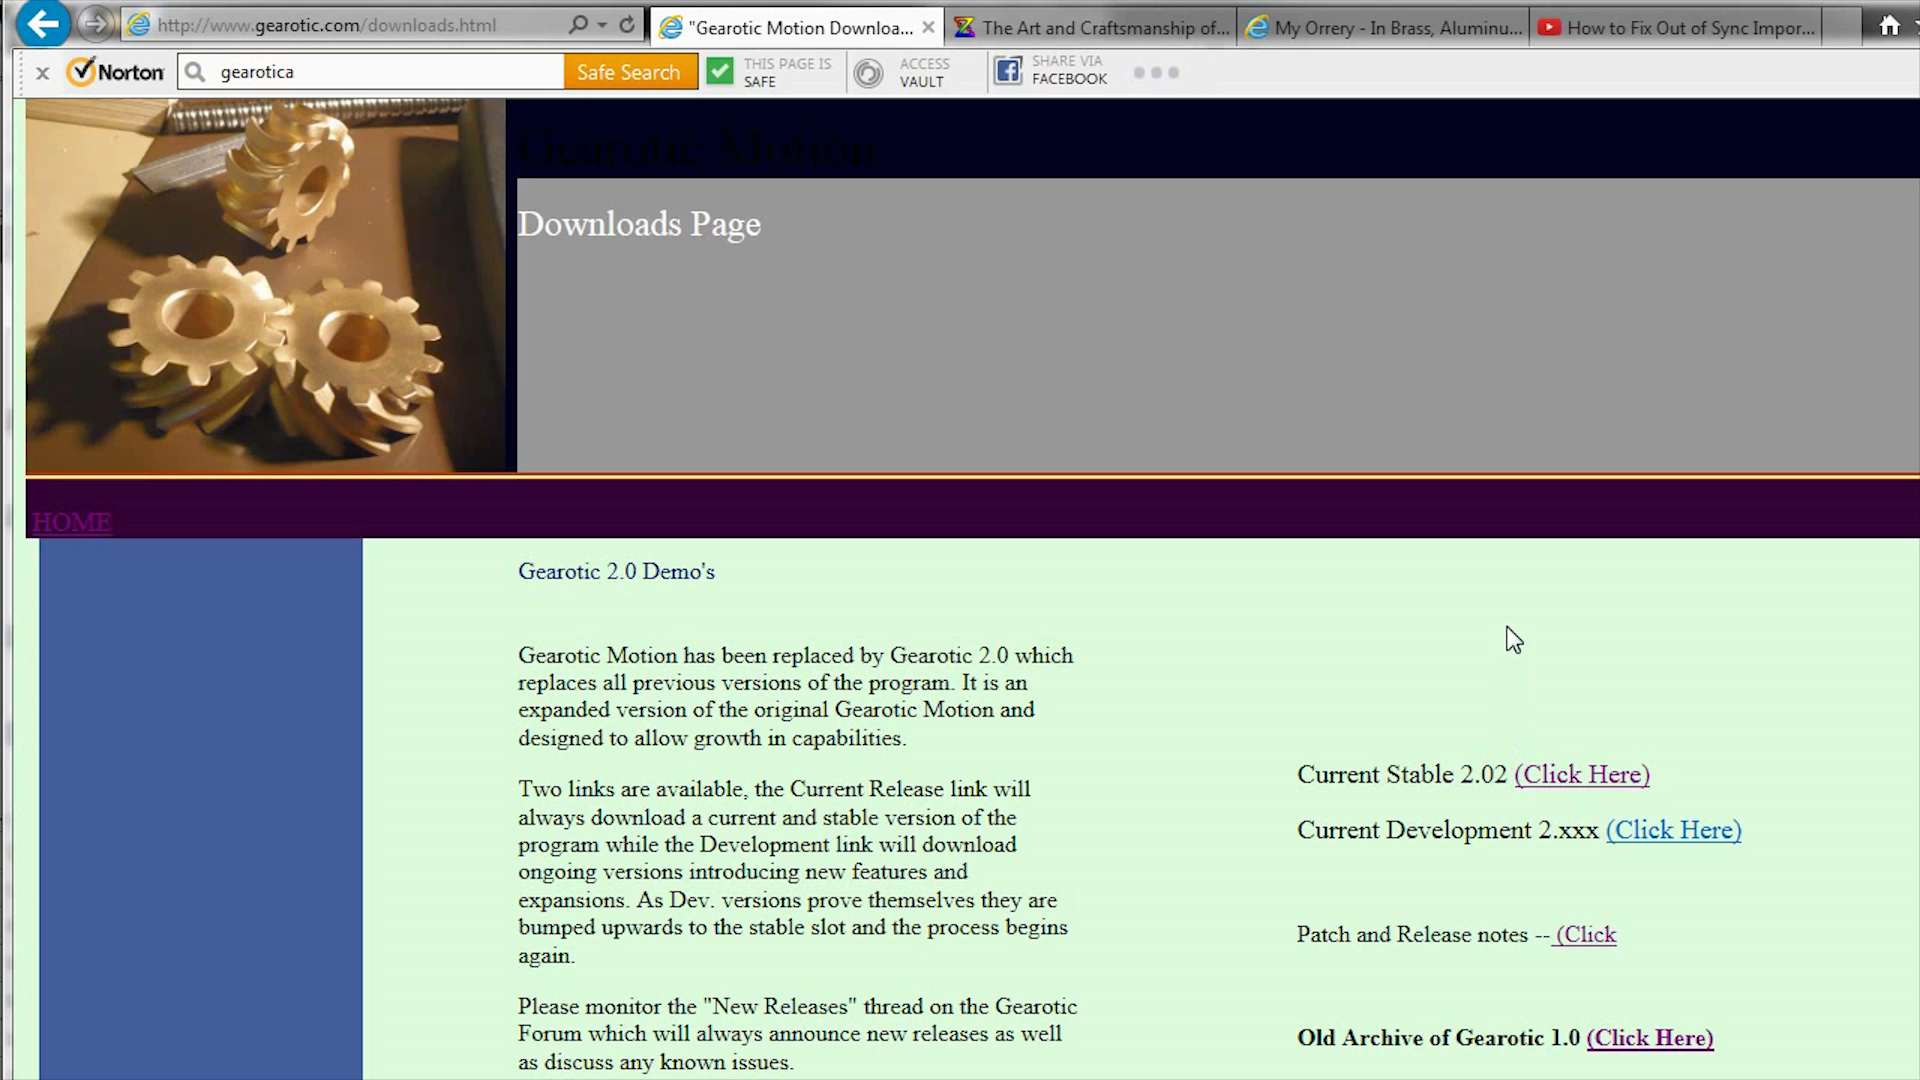 http://www.gearotic.com/downloads.html
"Gearotic Motion Downloa...
The Art and Craftsmanship of...
My Orrery - In Brass, Aluminu...
How to Fix Out of Sync Impor...
Norton
gearotica
Safe Search
THIS PAGE IS
SAFE
ACCESS
VAULT
SHARE VIA
FACEBOOK
Gearotic Motion
Downloads Page
HOME
Gearotic 2.0 Demo's
Gearotic Motion has been replaced by Gearotic 2.0 which
replaces all previous versions of the program. It is an
expanded version of the original Gearotic Motion and
designed to allow growth in capabilities.
Two links are available, the Current Release link will
always download a current and stable version of the
program while the Development link will download
ongoing versions introducing new features and
expansions. As Dev. versions prove themselves they are
bumped upwards to the stable slot and the process begins
again.
Please monitor the "New Releases" thread on the Gearotic
Forum which will always announce new releases as well
as discuss any known issues.
Current Stable 2.02 (Click Here)
Current Development 2.xxx (Click Here)
Patch and Release notes -- (Click
Old Archive of Gearotic 1.0 (Click Here)